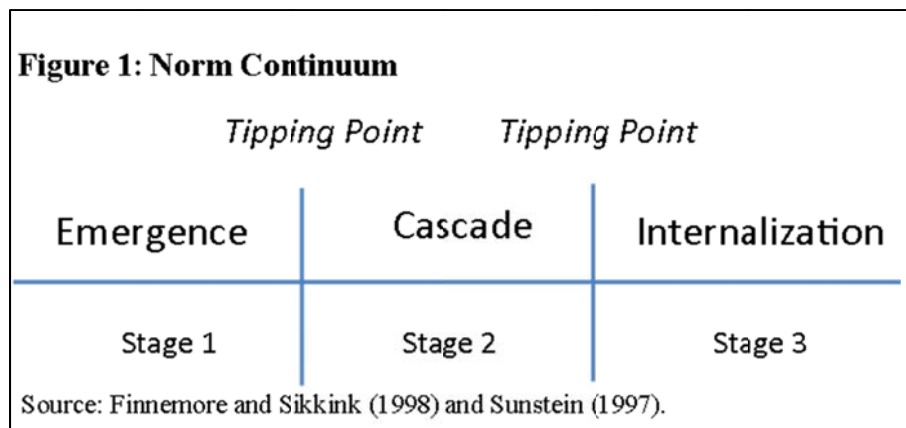 Figure 1: Norm Continuum
Tipping Point Tipping Point
Emergence Cascade Internalization
Stage 1 Stage 2 Stage 3
Source: Finnemore and Sikkink (1998) and Sunstein (1997).